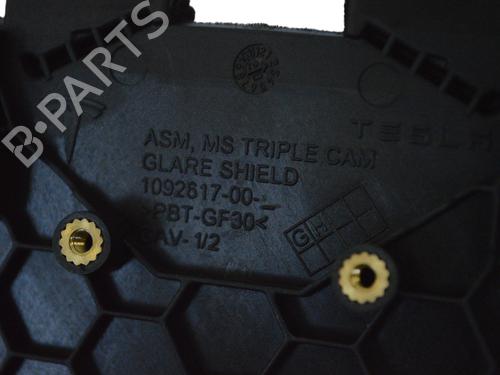 B-PARTS
TESLA
ASM, MS TRIPLE CAM
GLARE SHIELD
1092617-00-
>PBT-GF30<
CAV- 1/2
G H